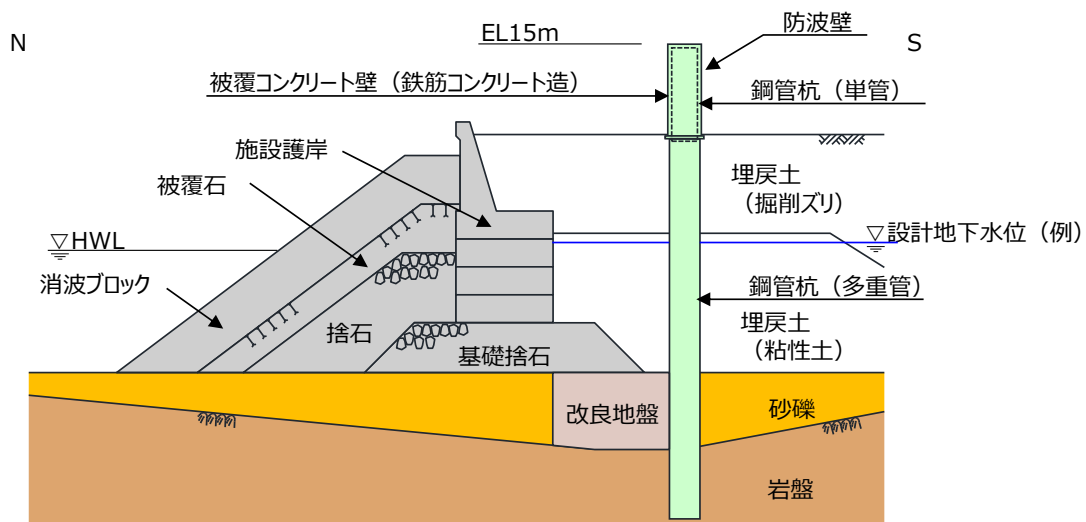 N
EL15m
防波壁
S
被覆コンクリート壁（鉄筋コンクリート造）
鋼管杭（単管）
施設護岸
被覆石
埋戻土
（掘削ズリ）
▽HWL
▽設計地下水位（例）
消波ブロック
鋼管杭（多重管）
捨石
埋戻土
（粘性土）
基礎捨石
改良地盤
砂礫
岩盤